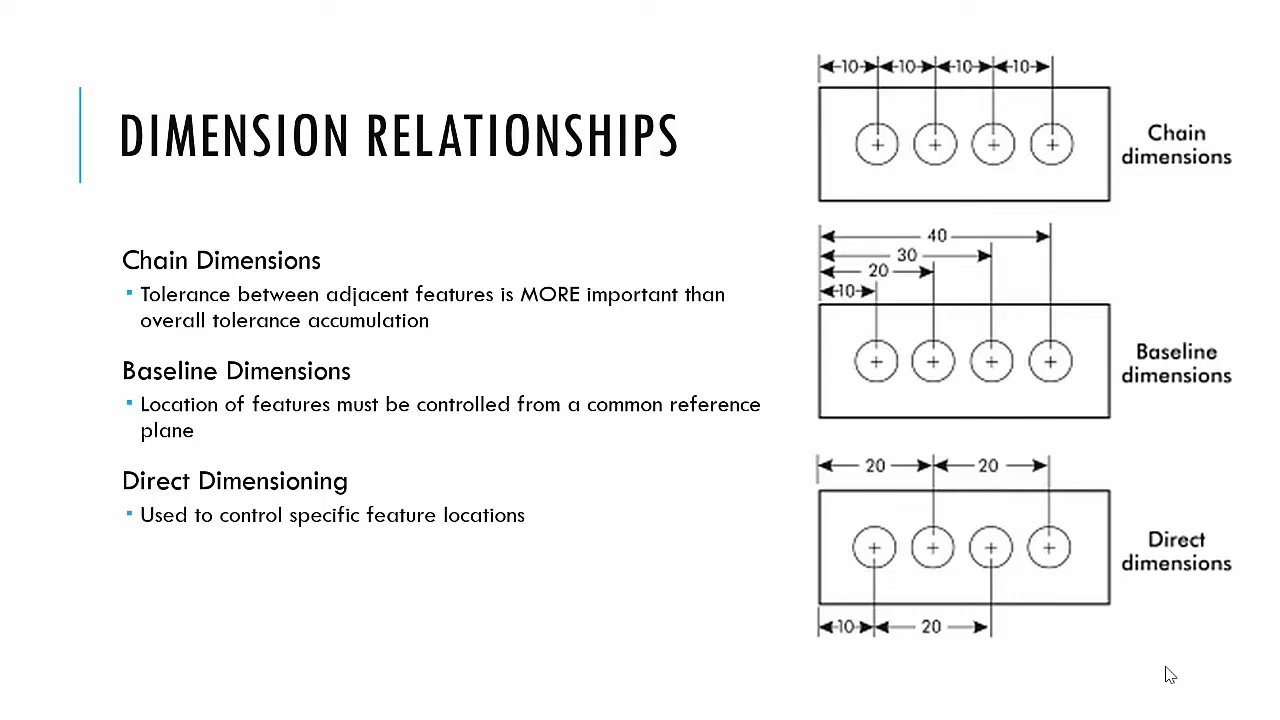 DIMENSION RELATIONSHIPS
Chain Dimensions
▪ Tolerance between adjacent features is MORE important than
overall tolerance accumulation
Baseline Dimensions
▪ Location of features must be controlled from a common reference
plane
Direct Dimensioning
▪ Used to control specific feature locations
10 10 10 10
Chain
dimensions
40
30
20
10
Baseline
dimensions
20 20
Direct
dimensions
10 20